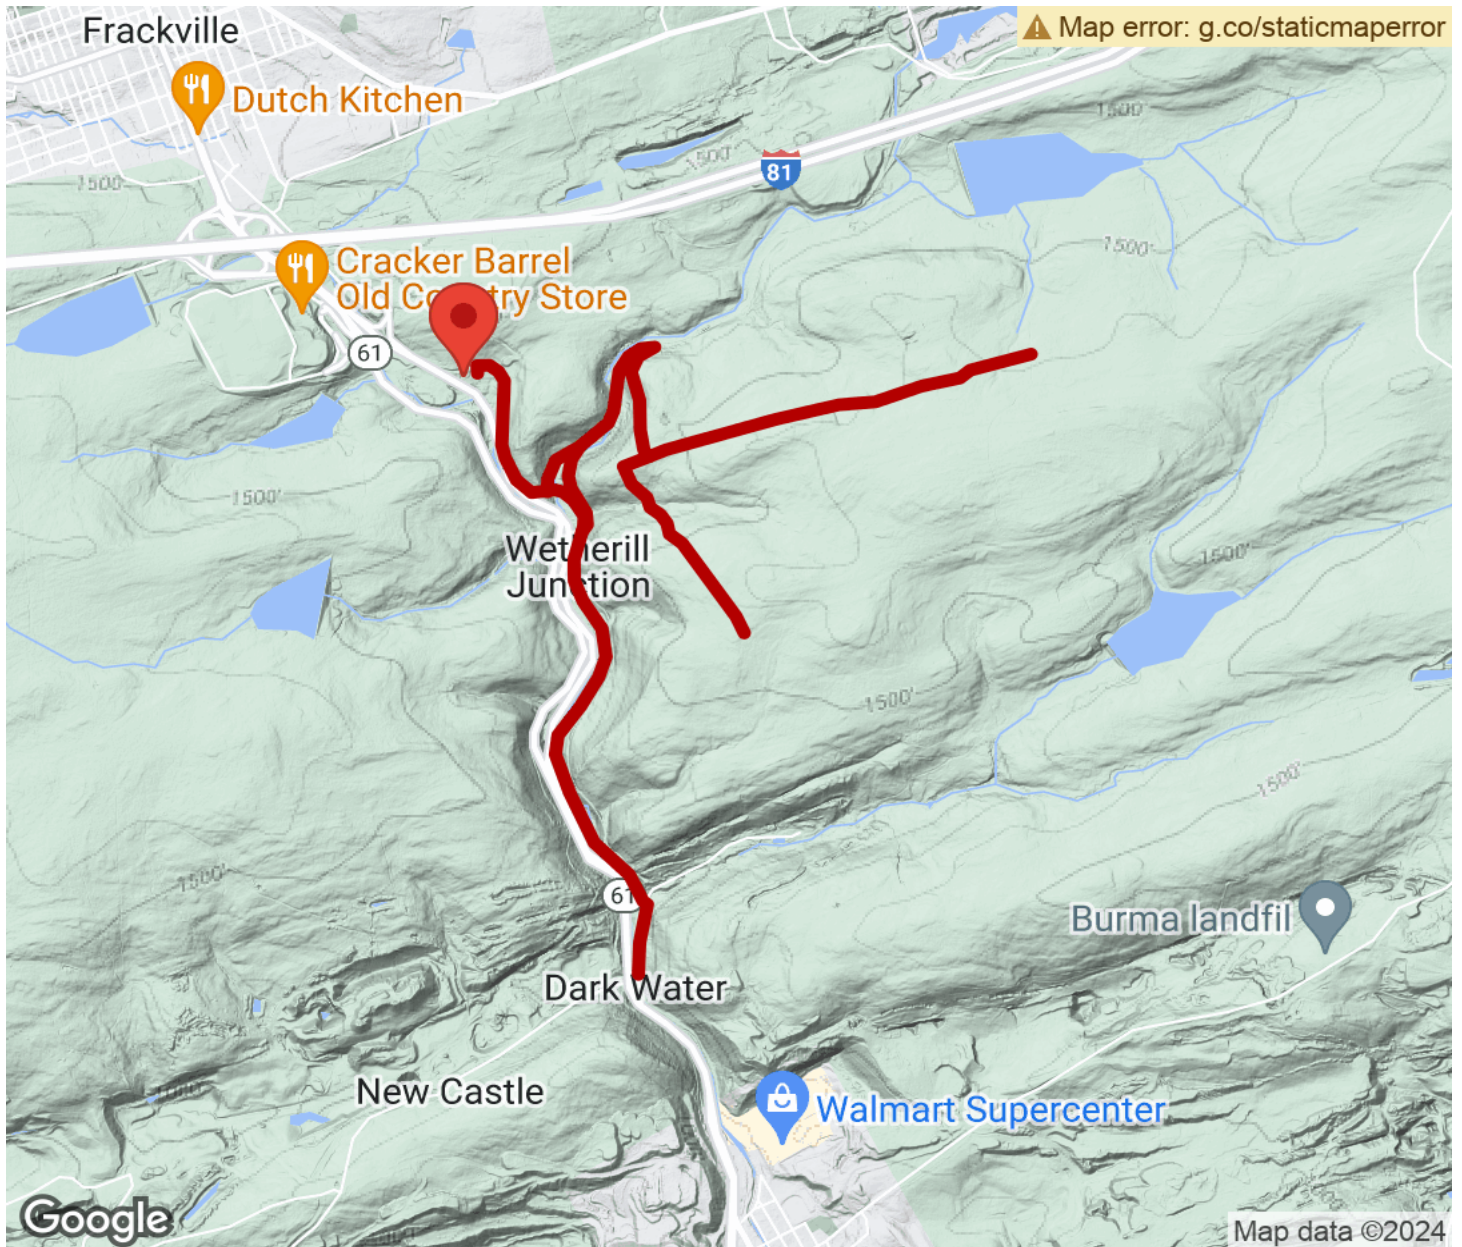 Frackville
Map error: g.co/staticmaperror
Dutch Kitchen
1500'
1500'
81
1500'
1500'
Cracker Barrel
Old Country Store
61
1500'
Wetherill
Junction
1500'
1500'
1500'
1500'
61
Burma landfil
Dark Water
New Castle
Walmart Supercenter
Google
Map data ©2024